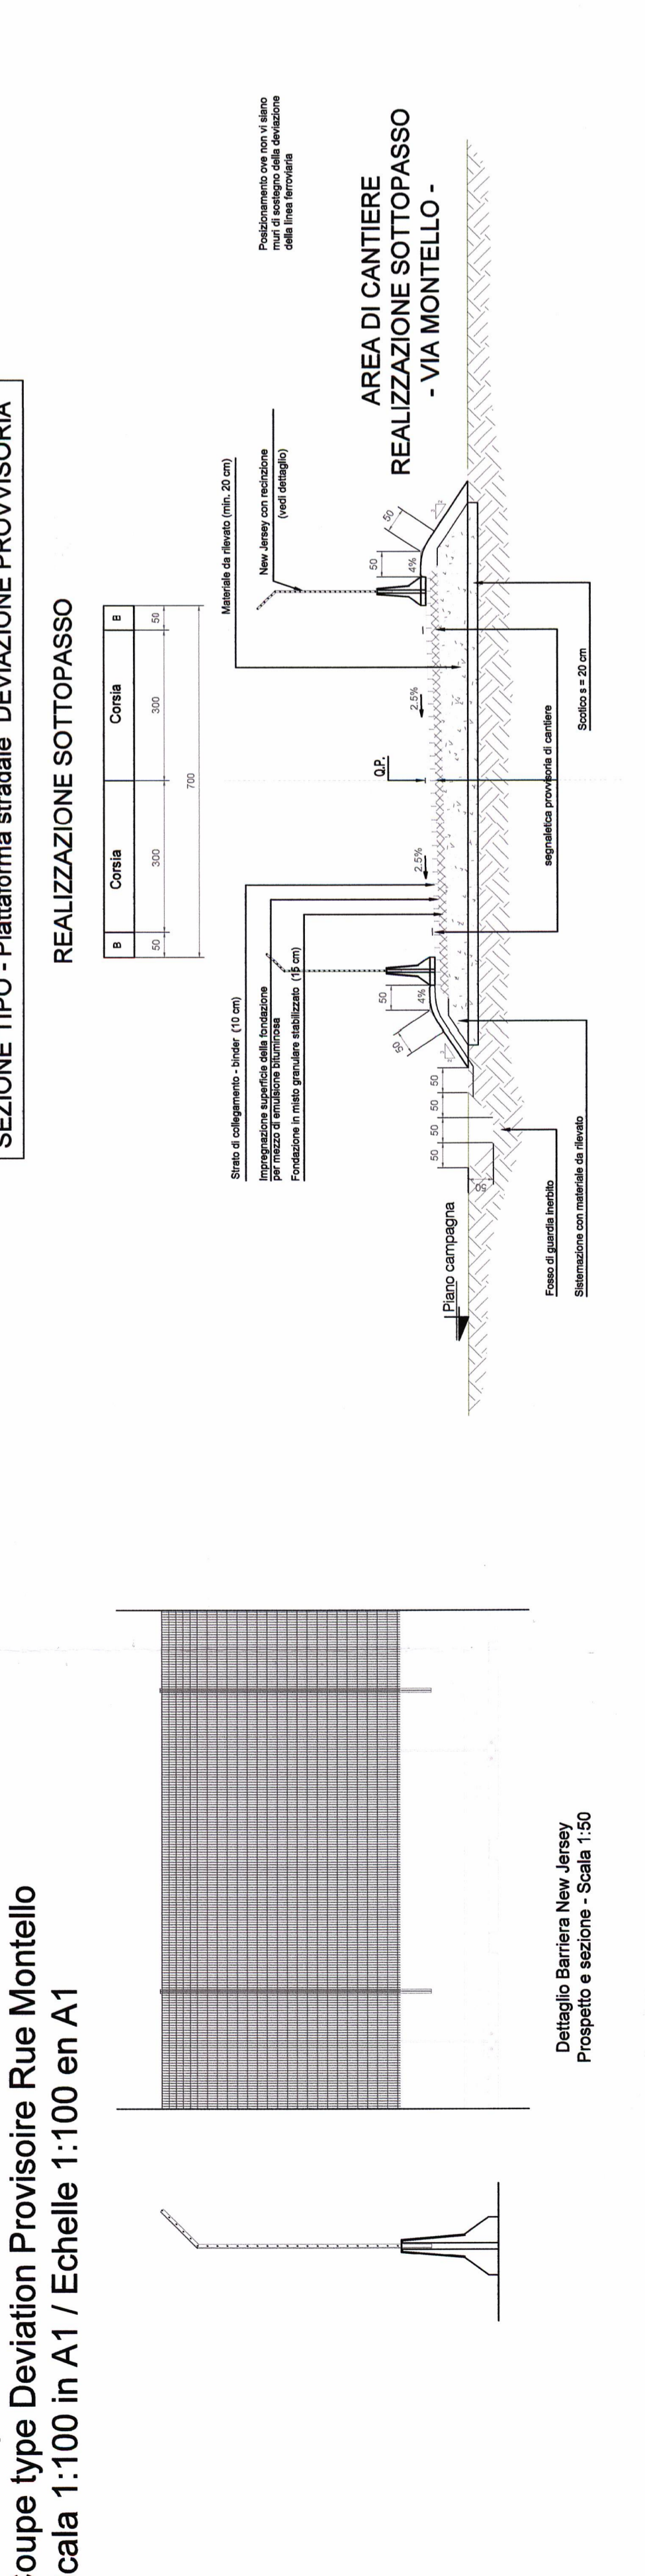 SEZIONE TIPO - Piattaforma stradale DEVIAZIONE PROVVISORIA
REALIZZAZIONE SOTTOPASSO
B
Corsia
Corsia
B
50
300
300
50
700
Posizionamento ove non vi siano
muri di sostegno della deviazione
della linea ferroviaria
AREA DI CANTIERE
REALIZZAZIONE SOTTOPASSO
- VIA MONTELLO -
Materiale da rilevato (min. 20 cm)
New Jersey con recinzione
(vedi dettaglio)
Strato di collegamento - binder (10 cm)
Impregnazione superficie della fondazione
per mezzo di emulsione bituminosa
Fondazione in misto granulare stabilizzato (15 cm)
Q.P.
2.5%
2.5%
50
4%
50
50
4%
50
50
50
50
50
50
Piano campagna
Fosso di guardia inerbito
Sistemazione con materiale da rilevato
segnaletica provvisoria di cantiere
Scotico s = 20 cm
oupe type Deviation Provisoire Rue Montello
cala 1:100 in A1 / Echelle 1:100 en A1
Dettaglio Barriera New Jersey
Prospetto e sezione - Scala 1:50